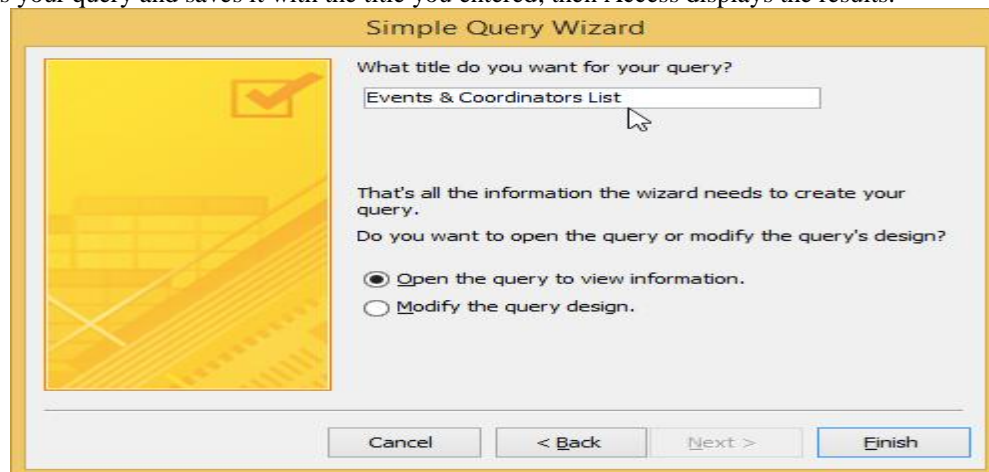 s your query and saves it with the title you entered, then Access displays the results.
Simple Query Wizard
What title do you want for your query?
Events & Coordinators List
That's all the information the wizard needs to create your
query.
Do you want to open the query or modify the query's design?
Open the query to view information.
Modify the query design.
Cancel < Back Next > Finish